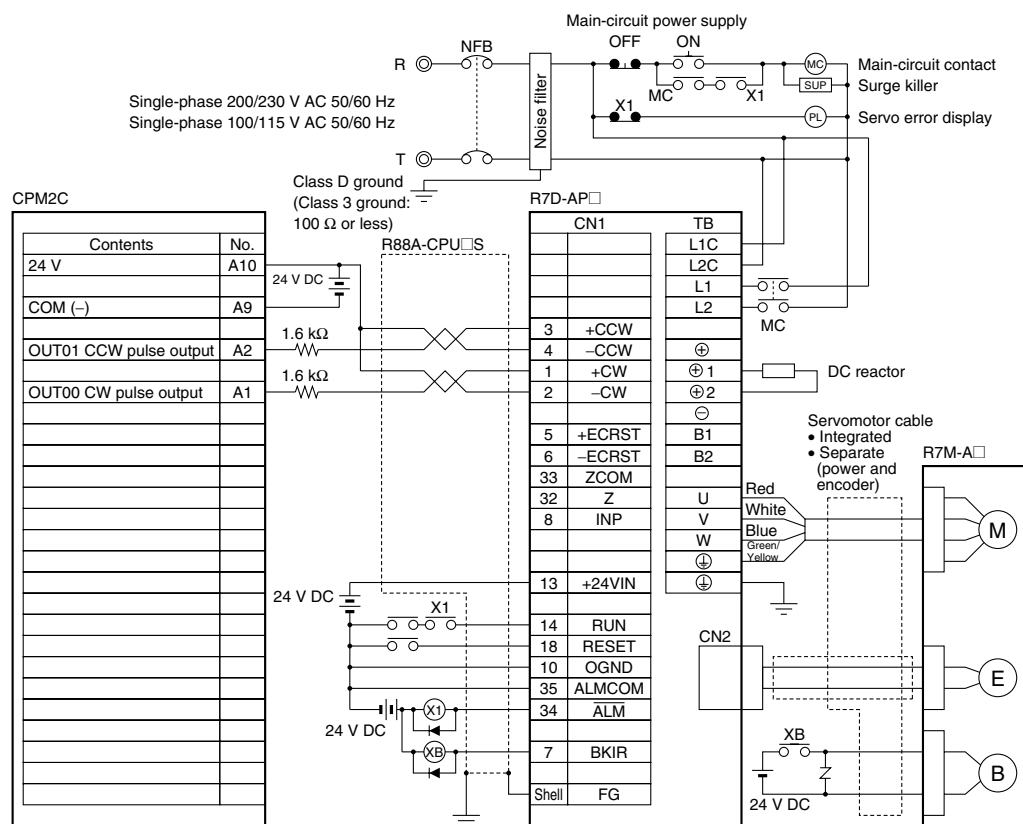 Main-circuit power supply
OFF ON
NFB
R
MC
Main-circuit contact
MC X1
SUP
Surge killer
Noise filter
Single-phase 200/230 V AC 50/60 Hz
Single-phase 100/115 V AC 50/60 Hz
X1
PL
Servo error display
T
Class D ground
(Class 3 ground:
100 Ω or less)
CPM2C
R7D-AP□
R88A-CPU□S
CN1 TB
Contents No.
24 V A10
COM (−) A9
OUT01 CCW pulse output A2
OUT00 CW pulse output A1
24 V DC
1.6 kΩ
1.6 kΩ
L1C
L2C
L1
L2
MC
3 +CCW
4 −CCW ⊕
1 +CW ⊕ 1
2 −CW ⊕ 2
DC reactor
⊖
5 +ECRST B1
6 −ECRST B2
33 ZCOM
32 Z U
8 INP V
W
Red
White
Blue
Green/
Yellow
Servomotor cable
• Integrated
• Separate
(power and
encoder)
R7M-A□
M
24 V DC
13 +24VIN
X1
14 RUN
18 RESET
10 OGND
35 ALMCOM
X1
34 ALM
24 V DC
XB
7 BKIR
Shell FG
CN2
E
XB
24 V DC
B